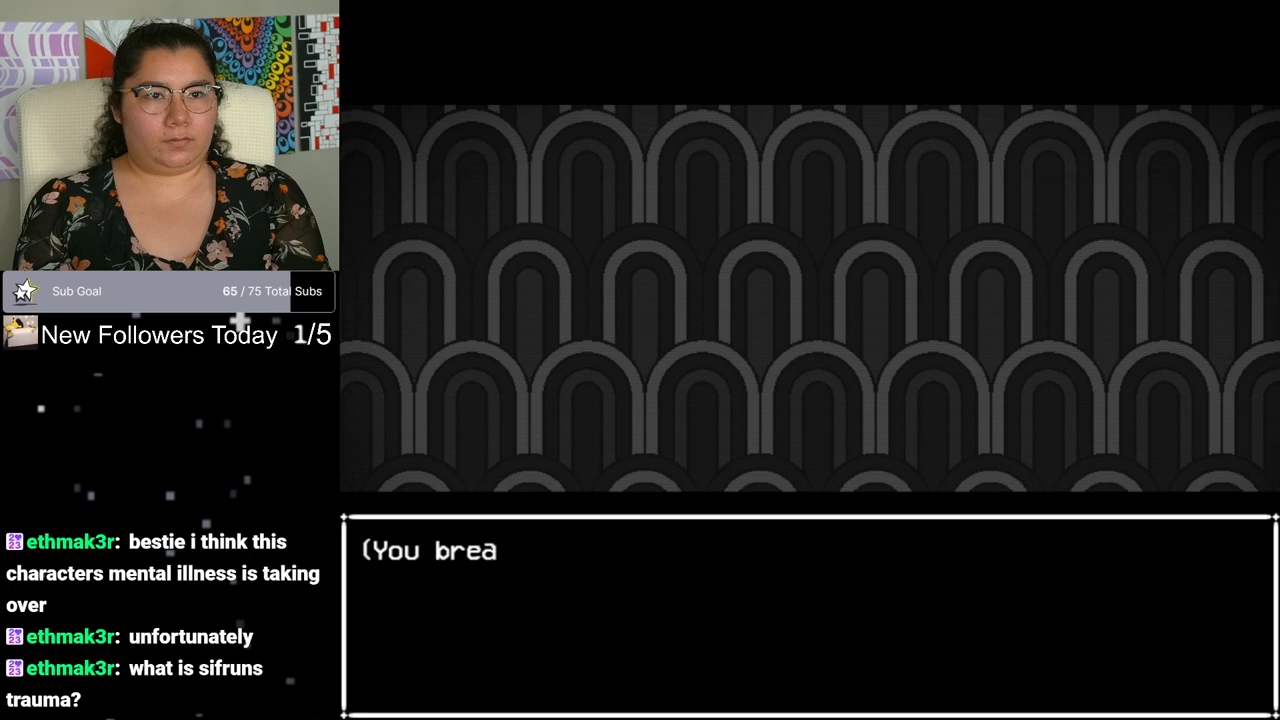 Sub Goal
65 / 75 Total Subs
New Followers Today 1/5
ethmak3r: bestie i think this
characters mental illness is taking
over
ethmak3r: unfortunately
ethmak3r: what is sifruns
trauma?
(You brea